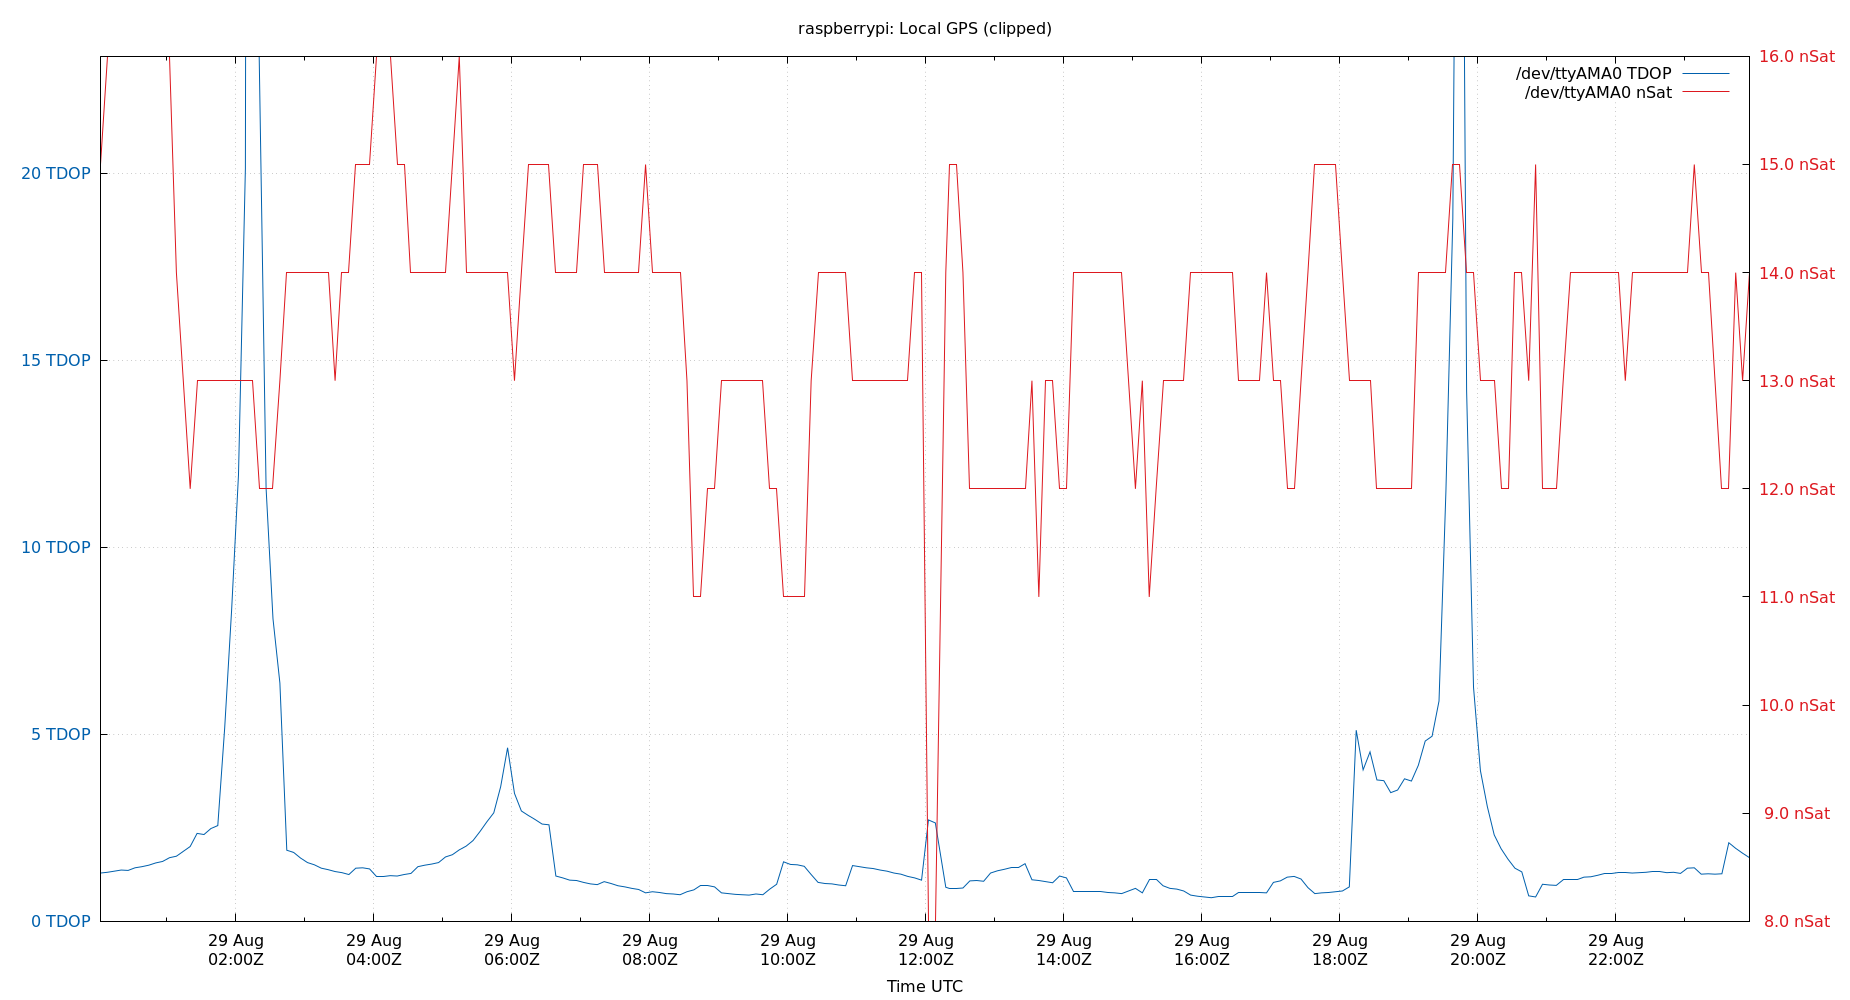 raspberrypi: Local GPS (clipped)
/dev/ttyAMA0 TDOP
/dev/ttyAMA0 nSat
20 TDOP
15 TDOP
10 TDOP
5 TDOP
0 TDOP
16.0 nSat
15.0 nSat
14.0 nSat
13.0 nSat
12.0 nSat
11.0 nSat
10.0 nSat
9.0 nSat
8.0 nSat
29 Aug 29 Aug 29 Aug 29 Aug 29 Aug 29 Aug 29 Aug 29 Aug 29 Aug 29 Aug 29 Aug
02:00Z 04:00Z 06:00Z 08:00Z 10:00Z 12:00Z 14:00Z 16:00Z 18:00Z 20:00Z 22:00Z
Time UTC